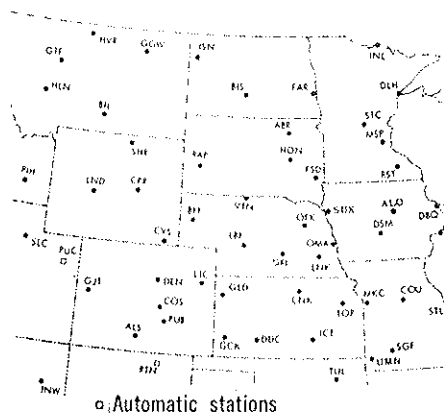 HVR
GGW
ISN
INL
GTF
HLN
BIS
FAR
DLH
BIL
STC
MSP
ABR
SHR
RAP
HON
PIH
LND
CPR
FSD
RST
BFF
VTN
OFK
SUX
ALO
DBQ
SLC
CYS
LBF
OMA
DSM
PUC
GRI
LNK
GJT
DEN
LIC
GLD
CNK
TOP
MKC
COU
STL
COS
PUB
ALS
GCK
DDC
ICT
SGF
UMN
INW
RTN
TUL
Automatic stations